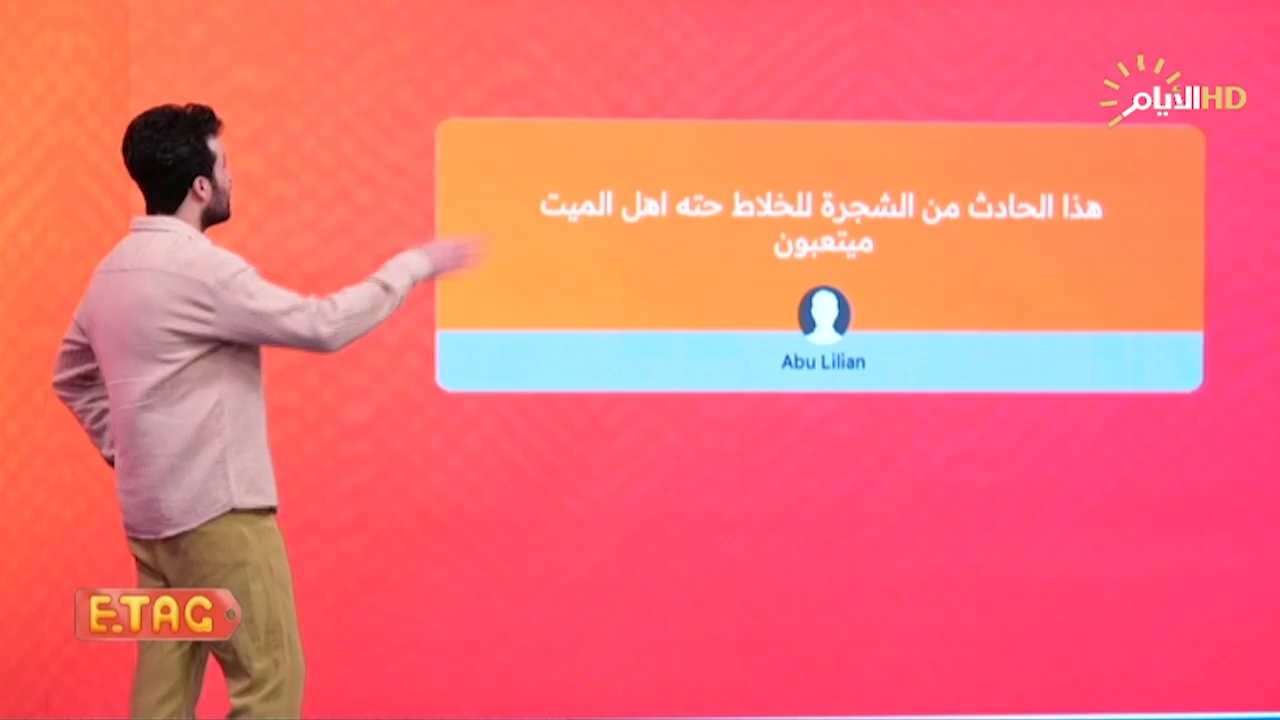 الأيام HD
هذا الحادث من الشجرة للخلاط حته اهل الميت
ميتعبون
Abu Lilian
E.TAG